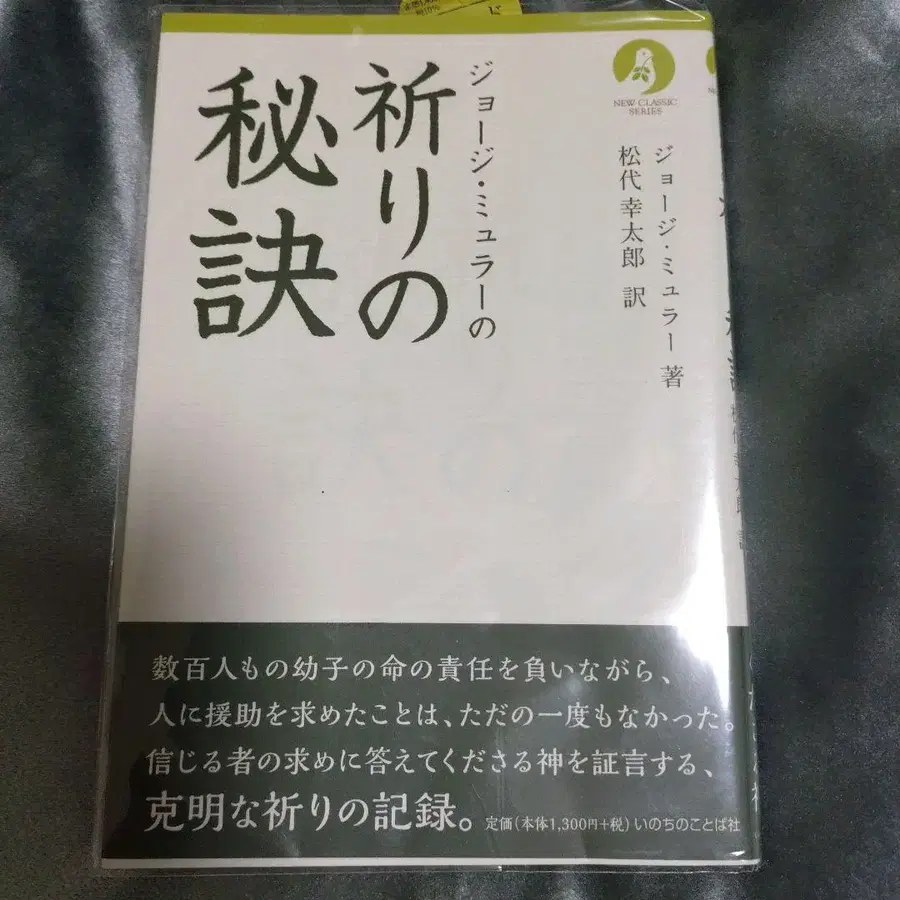 ジョージ・ミュラーの
祈りの
秘訣
NEW CLASSIC
SERIES
ジョージ・ミュラー 著
松代 幸太郎 訳
数百人もの幼子の命の責任を負いながら、
人に援助を求めたことは、ただの一度もなかった。
信じる者の求めに答えてくださる神を証言する、
克明な祈りの記録。
定価(本体1,300円+税)いのちのことば社